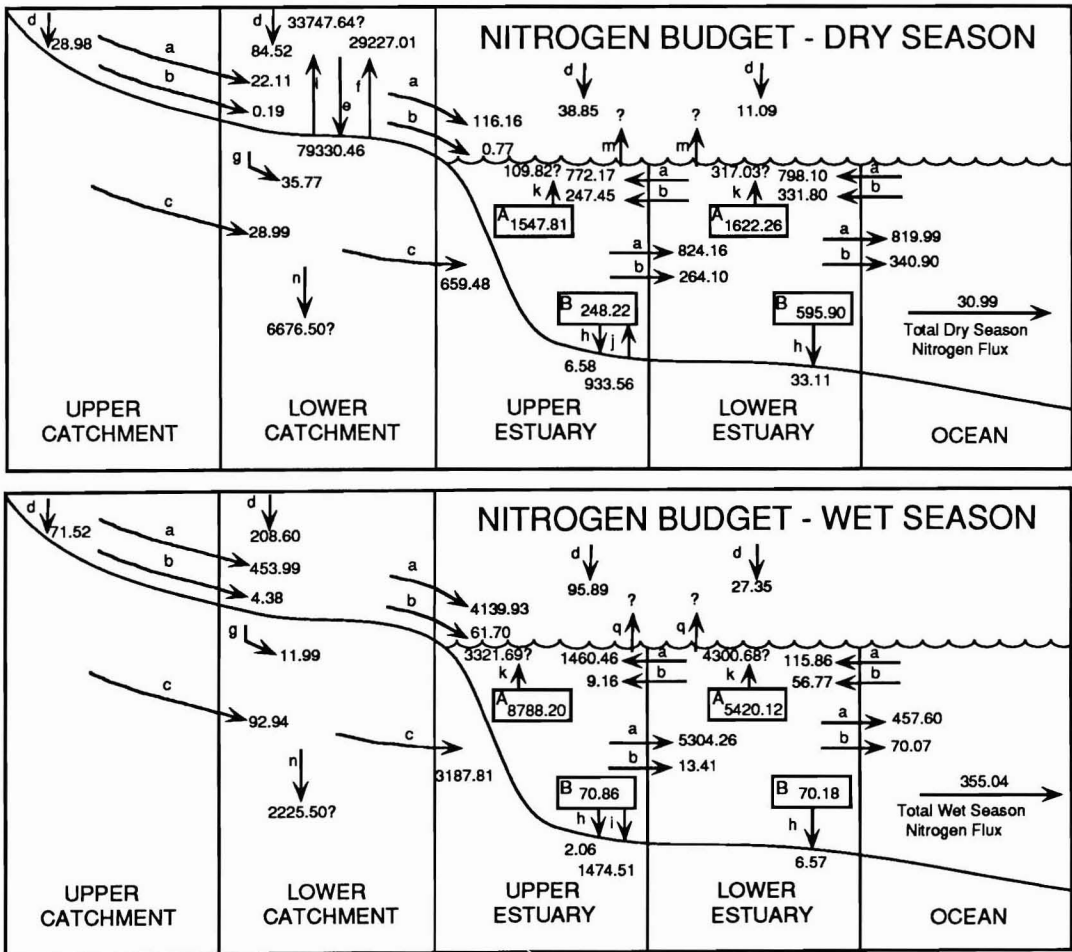 NITROGEN BUDGET - DRY SEASON
d
28.98
a
b
d
33747.64?
84.52
29227.01
22.11
0.19
i
e
f
79330.46
a
b
116.16
0.77
d
38.85
d
11.09
?
m
?
m
g
35.77
c
28.99
c
659.48
n
6676.50?
109.82?
k
A 1547.81
772.17
a
247.45
b
317.03?
k
A 1622.26
798.10
a
331.80
b
a
824.16
b
264.10
a
819.99
b
340.90
B 248.22
h
j
6.58
933.56
B 595.90
h
33.11
30.99
Total Dry Season
Nitrogen Flux
UPPER
CATCHMENT
LOWER
CATCHMENT
UPPER
ESTUARY
LOWER
ESTUARY
OCEAN
NITROGEN BUDGET - WET SEASON
d
71.52
a
b
d
208.60
453.99
4.38
a
b
4139.93
61.70
d
95.89
d
27.35
?
q
?
q
g
11.99
c
92.94
c
3187.81
n
2225.50?
3321.69?
k
A 8788.20
1460.46
a
9.16
b
4300.68?
k
A 5420.12
115.86
a
56.77
b
a
5304.26
b
13.41
a
457.60
b
70.07
B 70.86
h
i
2.06
1474.51
B 70.18
h
6.57
355.04
Total Wet Season
Nitrogen Flux
UPPER
CATCHMENT
LOWER
CATCHMENT
UPPER
ESTUARY
LOWER
ESTUARY
OCEAN